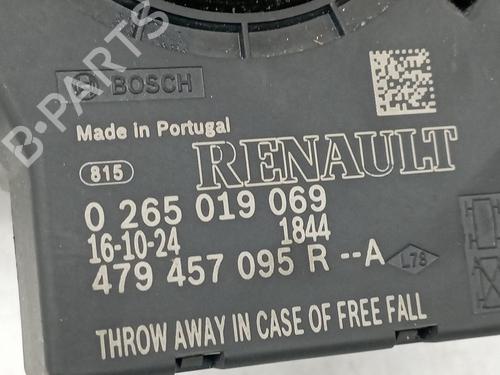 B-PARTS
BOSCH
Made in Portugal
815
RENAULT
0 265 019 069
16-10-24 1844
479 457 095 R --A
L78
THROW AWAY IN CASE OF FREE FALL